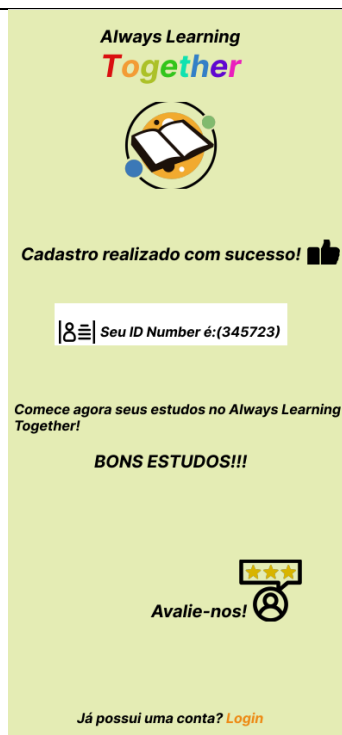 Always Learning
Together
Cadastro realizado com sucesso!
Seu ID Number é:(345723)
Comece agora seus estudos no Always Learning
Together!
BONS ESTUDOS!!!
Avalie-nos!
Já possui uma conta? Login